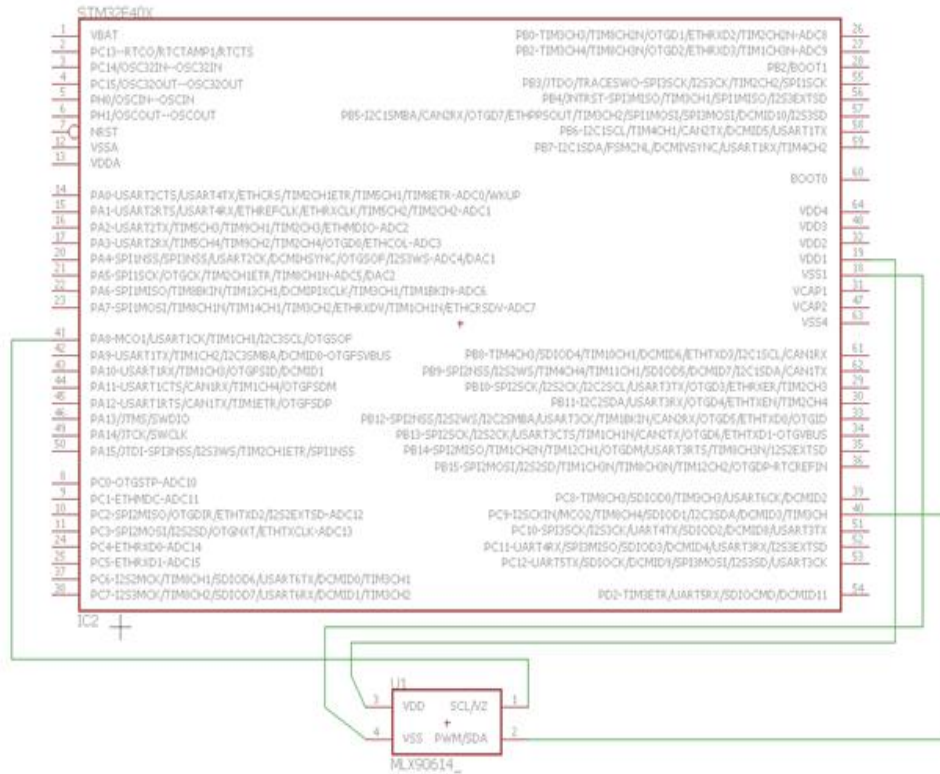 STM32F40X
1 VBAT
2 PC13--RTCO/RTCTAMP1/RTCTS
3 PC14/OSC32IN--OSC32IN
4 PC15/OSC32OUT--OSC32OUT
5 PH0/OSCIN--OSCIN
6 PH1/OSCOUT--OSCOUT
7 NRST
12 VSSA
13 VDDA
14 PA0-USART2CTS/USART4TX/ETHCRS/TIM2CH1ETR/TIM5CH1/TIM8ETR-ADC0/WKUP
15 PA1-USART2RTS/USART4RX/ETHREFCLK/ETHRXCLK/TIM5CH2/TIM2CH2-ADC1
16 PA2-USART2TX/TIM5CH3/TIM9CH1/TIM2CH3/ETHMDIO-ADC2
17 PA3-USART2RX/TIM5CH4/TIM9CH2/TIM2CH4/OTGD0/ETHCOL-ADC3
20 PA4-SPI1NSS/SPI3NSS/USART2CK/DCMIHSYNC/OTGSOF/I2S3WS-ADC4/DAC1
21 PA5-SPI1SCK/OTGCK/TIM2CH1ETR/TIM8CH1N-ADC5/DAC2
22 PA6-SPI1MISO/TIM8BKIN/TIM13CH1/DCMIPIXCLK/TIM3CH1/TIM1BKIN-ADC6
23 PA7-SPI1MOSI/TIM8CH1N/TIM14CH1/TIM3CH2/ETHRXDV/TIM1CH1N/ETHCRSDV-ADC7
41 PA8-MCO1/USART1CK/TIM1CH1/I2C3SCL/OTGSOF
42 PA9-USART1TX/TIM1CH2/I2C3SMBA/DCMID0-OTGFSVBUS
43 PA10-USART1RX/TIM1CH3/OTGFSID/DCMID1
44 PA11-USART1CTS/CAN1RX/TIM1CH4/OTGFSDM
45 PA12-USART1RTS/CAN1TX/TIM1ETR/OTGFSDP
46 PA13/JTMS/SWDIO
49 PA14/JTCK/SWCLK
50 PA15/JTDI-SPI3NSS/I2S3WS/TIM2CH1ETR/SPI1NSS
8 PC0-OTGSTP-ADC10
9 PC1-ETHMDC-ADC11
10 PC2-SPI2MISO/OTGDIR/ETHTXD2/I2S2EXTSD-ADC12
11 PC3-SPI2MOSI/I2S2SD/OTGNXT/ETHTXCLK-ADC13
24 PC4-ETHRXD0-ADC14
25 PC5-ETHRXD1-ADC15
37 PC6-I2S2MCK/TIM8CH1/SDIOD6/USART6TX/DCMID0/TIM3CH1
38 PC7-I2S3MCK/TIM8CH2/SDIOD7/USART6RX/DCMID1/TIM3CH2
PB0-TIM3CH3/TIM8CH2N/OTGD1/ETHRXD2/TIM2CH2N-ADC8 26
PB2-TIM3CH4/TIM8CH3N/OTGD2/ETHRXD3/TIM1CH3N-ADC9 27
PB2/BOOT1 28
PB3/JTDO/TRACESWO-SPI3SCK/I2S3CK/TIM2CH2/SPI1SCK 55
PB4/JNTRST-SPI3MISO/TIM3CH1/SPI1MISO/I2S3EXTSD 56
PB5-I2C1SMBA/CAN2RX/OTGD7/ETHPPSOUT/TIM3CH2/SPI1MOSI/SPI3MOSI/DCMID10/I2S3SD 57
PB6-I2C1SCL/TIM4CH1/CAN2TX/DCMID5/USART1TX 58
PB7-I2C1SDA/FSMCNL/DCMIVSYNC/USART1RX/TIM4CH2 59
BOOT0 60
VDD4 64
VDD3 48
VDD2 32
VDD1 19
VSS1 18
VCAP1 31
VCAP2 47
VSS4 63
PB8-TIM4CH3/SDIOD4/TIM10CH1/DCMID6/ETHTXD3/I2C1SCL/CAN1RX 61
PB9-SPI2NSS/I2S2WS/TIM4CH4/TIM11CH1/SDIOD5/DCMID7/I2C1SDA/CAN1TX 62
PB10-SPI2SCK/I2S2CK/I2C2SCL/USART3TX/OTGD3/ETHRXER/TIM2CH3 29
PB11-I2C2SDA/USART3RX/OTGD4/ETHTXEN/TIM2CH4 30
PB12-SPI2NSS/I2S2WS/I2C2SMBA/USART3CK/TIM1BKIN/CAN2RX/OTGD5/ETHTXD0/OTGID 33
PB13-SPI2SCK/I2S2CK/USART3CTS/TIM1CH1N/CAN2TX/OTGD6/ETHTXD1-OTGVBUS 34
PB14-SPI2MISO/TIM1CH2N/TIM12CH1/OTGDM/USART3RTS/TIM8CH3N/I2S2EXTSD 35
PB15-SPI2MOSI/I2S2SD/TIM1CH3N/TIM8CH3N/TIM12CH2/OTGDP-RTCREFIN 36
PC8-TIM8CH3/SDIOD0/TIM3CH3/USART6CK/DCMID2 39
PC9-I2SCKIN/MCO2/TIM8CH4/SDIOD1/I2C3SDA/DCMID3/TIM3CH 40
PC10-SPI3SCK/I2S3CK/UART4TX/SDIOD2/DCMID8/USART3TX 51
PC11-UART4RX/SPI3MISO/SDIOD3/DCMID4/USART3RX/I2S3EXTSD 52
PC12-UART5TX/SDIOCK/DCMID9/SPI3MOSI/I2S3SD/USART3CK 53
PD2-TIM3ETR/UART5RX/SDIOCMD/DCMID11 54
IC2
U1
3 VDD SCL/VZ 1
4 VSS PWM/SDA 2
MLX90614_